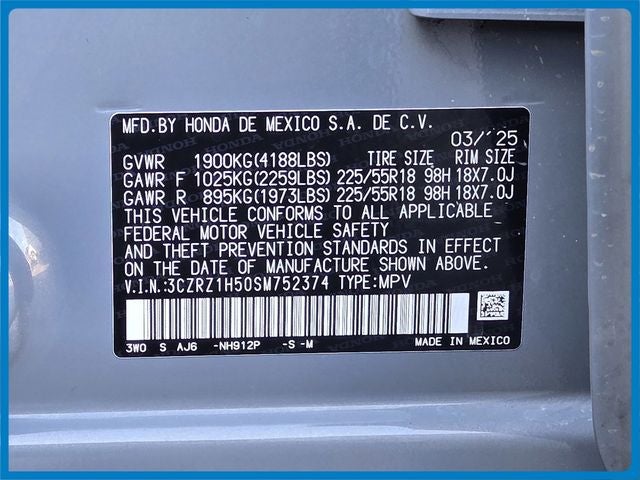 MFD.BY HONDA DE MEXICO S.A. DE C.V.
03/'25
GVWR 1900KG(4188LBS) TIRE SIZE RIM SIZE
GAWR F 1025KG(2259LBS) 225/55R18 98H 18X7.0J
GAWR R 895KG(1973LBS) 225/55R18 98H 18X7.0J
THIS VEHICLE CONFORMS TO ALL APPLICABLE
FEDERAL MOTOR VEHICLE SAFETY
AND THEFT PREVENTION STANDARDS IN EFFECT
ON THE DATE OF MANUFACTURE SHOWN ABOVE.
V.I.N.:3CZRZ1H50SM752374 TYPE:MPV
3W0 S AJ6 -NH912P -S -M MADE IN MEXICO